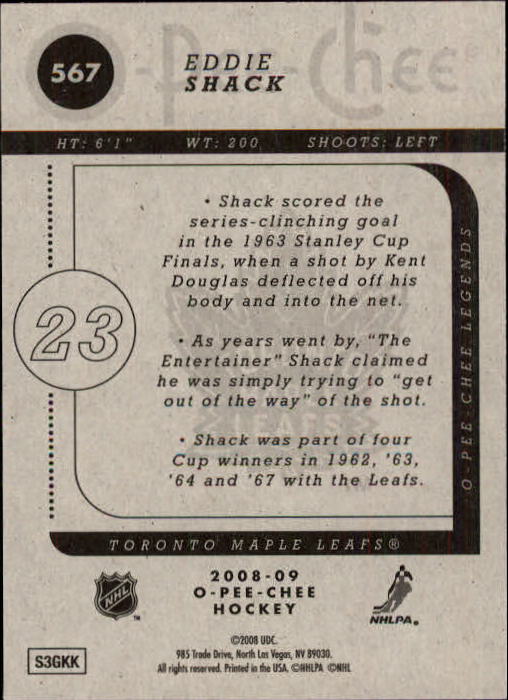 O-Pee-Chee
567
EDDIE
SHACK
HT: 6'1" WT: 200 SHOOTS: LEFT
• Shack scored the
series-clinching goal
in the 1963 Stanley Cup
Finals, when a shot by Kent
Douglas deflected off his
body and into the net.
23
• As years went by, "The
Entertainer" Shack claimed
he was simply trying to "get
out of the way" of the shot.
LEAFS
• Shack was part of four
Cup winners in 1962, '63,
'64 and '67 with the Leafs.
O-PEE-CHEE LEGENDS
TORONTO MAPLE LEAFS®
NHL
™
2008-09
O-PEE-CHEE
HOCKEY
NHLPA®
©2008 UDC.
985 Trade Drive, North Las Vegas, NV 89030.
All rights reserved. Printed in the USA. ©NHLPA ©NHL
S3GKK